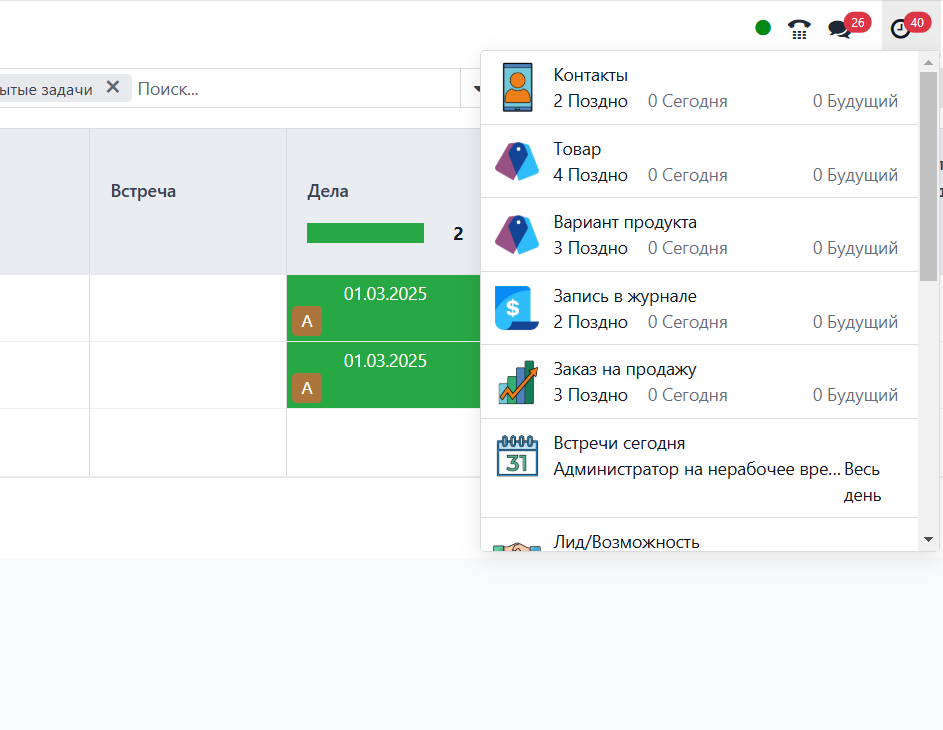 26
40
ытые задачи
Поиск...
Контакты
2 Поздно 0 Сегодня 0 Будущий
Товар
4 Поздно 0 Сегодня 0 Будущий
Встреча
Дела
2
Вариант продукта
3 Поздно 0 Сегодня 0 Будущий
01.03.2025
A
01.03.2025
A
Запись в журнале
2 Поздно 0 Сегодня 0 Будущий
Заказ на продажу
3 Поздно 0 Сегодня 0 Будущий
31
Встречи сегодня
Администратор на нерабочее вре... Весь
день
Лид/Возможность